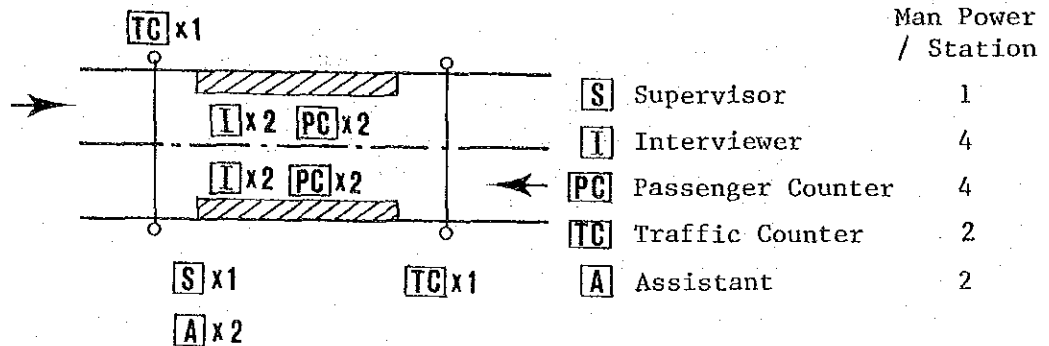 TC x1
I x2 PC x2
I x2 PC x2
S x1
TC x1
A x2
Man Power
/ Station
S Supervisor 1
I Interviewer 4
PC Passenger Counter 4
TC Traffic Counter 2
A Assistant 2